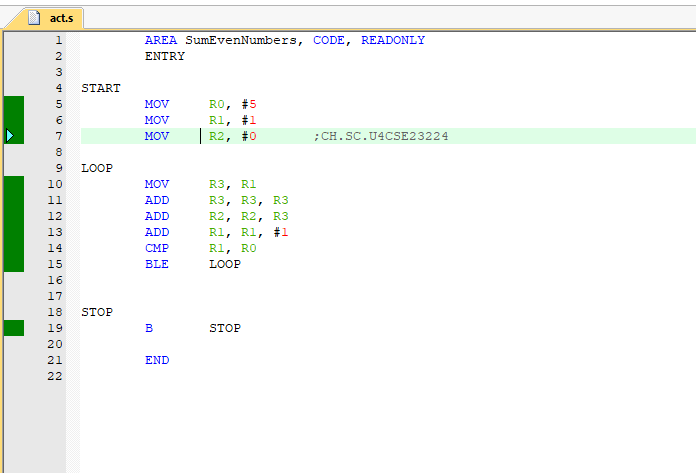 act.s
1 AREA SumEvenNumbers, CODE, READONLY
2 ENTRY
3
4 START
5 MOV R0, #5
6 MOV R1, #1
7 MOV R2, #0 ;CH.SC.U4CSE23224
8
9 LOOP
10 MOV R3, R1
11 ADD R3, R3, R3
12 ADD R2, R2, R3
13 ADD R1, R1, #1
14 CMP R1, R0
15 BLE LOOP
16
17
18 STOP
19 B STOP
20
21 END
22